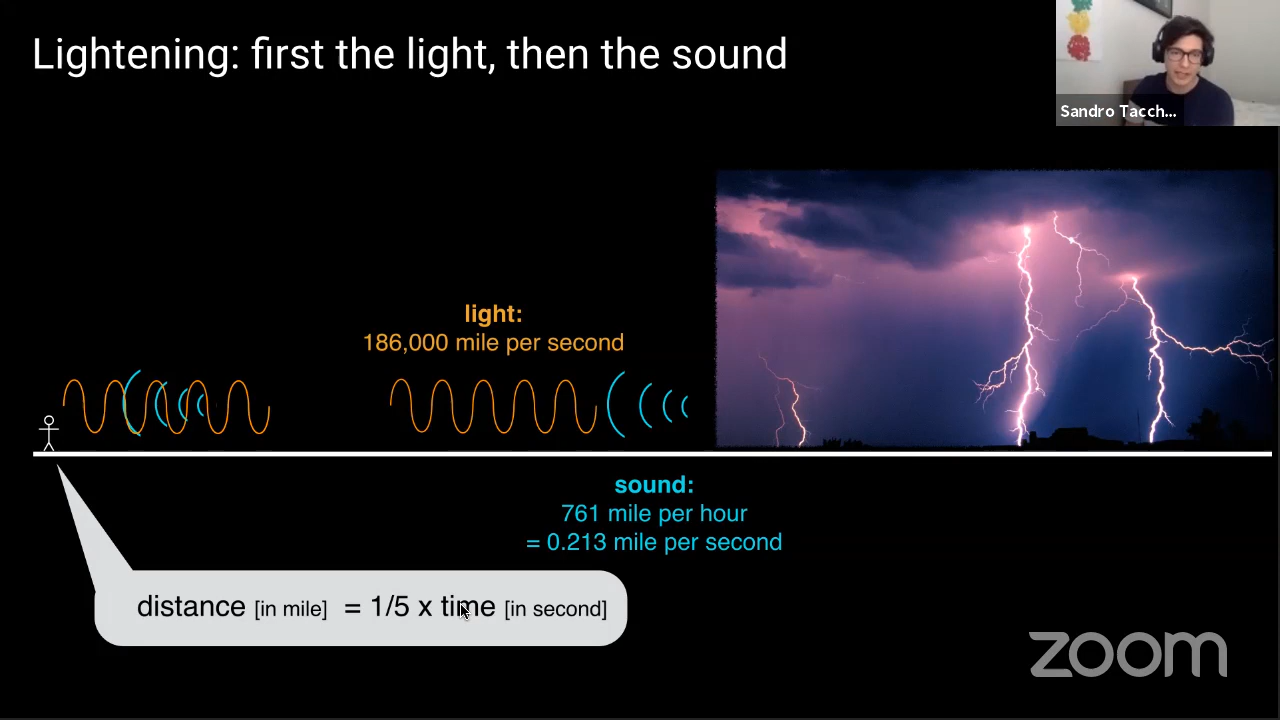 Lightening: first the light, then the sound
Sandro Tacch...
light:
186,000 mile per second
sound:
761 mile per hour
= 0.213 mile per second
distance [in mile] = 1/5 x time [in second]
zoom